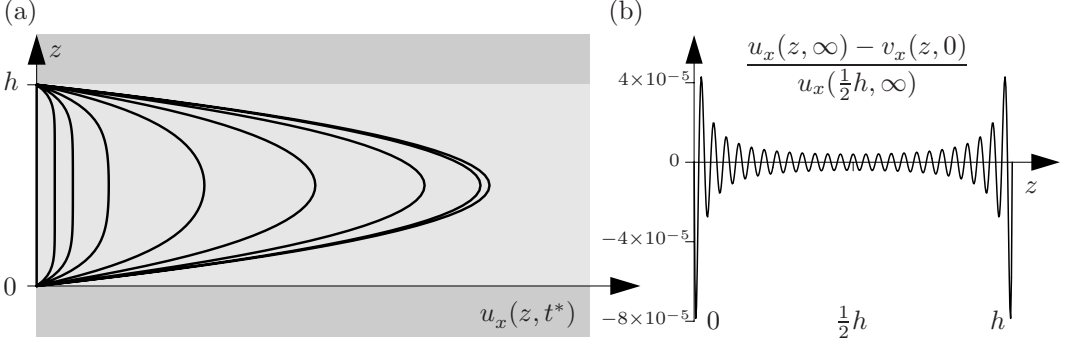 (a)
z
h
0
u_x(z, t*)
(b)
u_x(z, ∞) − v_x(z, 0)
u_x(½h, ∞)
4×10⁻⁵
0
z
−4×10⁻⁵
−8×10⁻⁵
0
½h
h